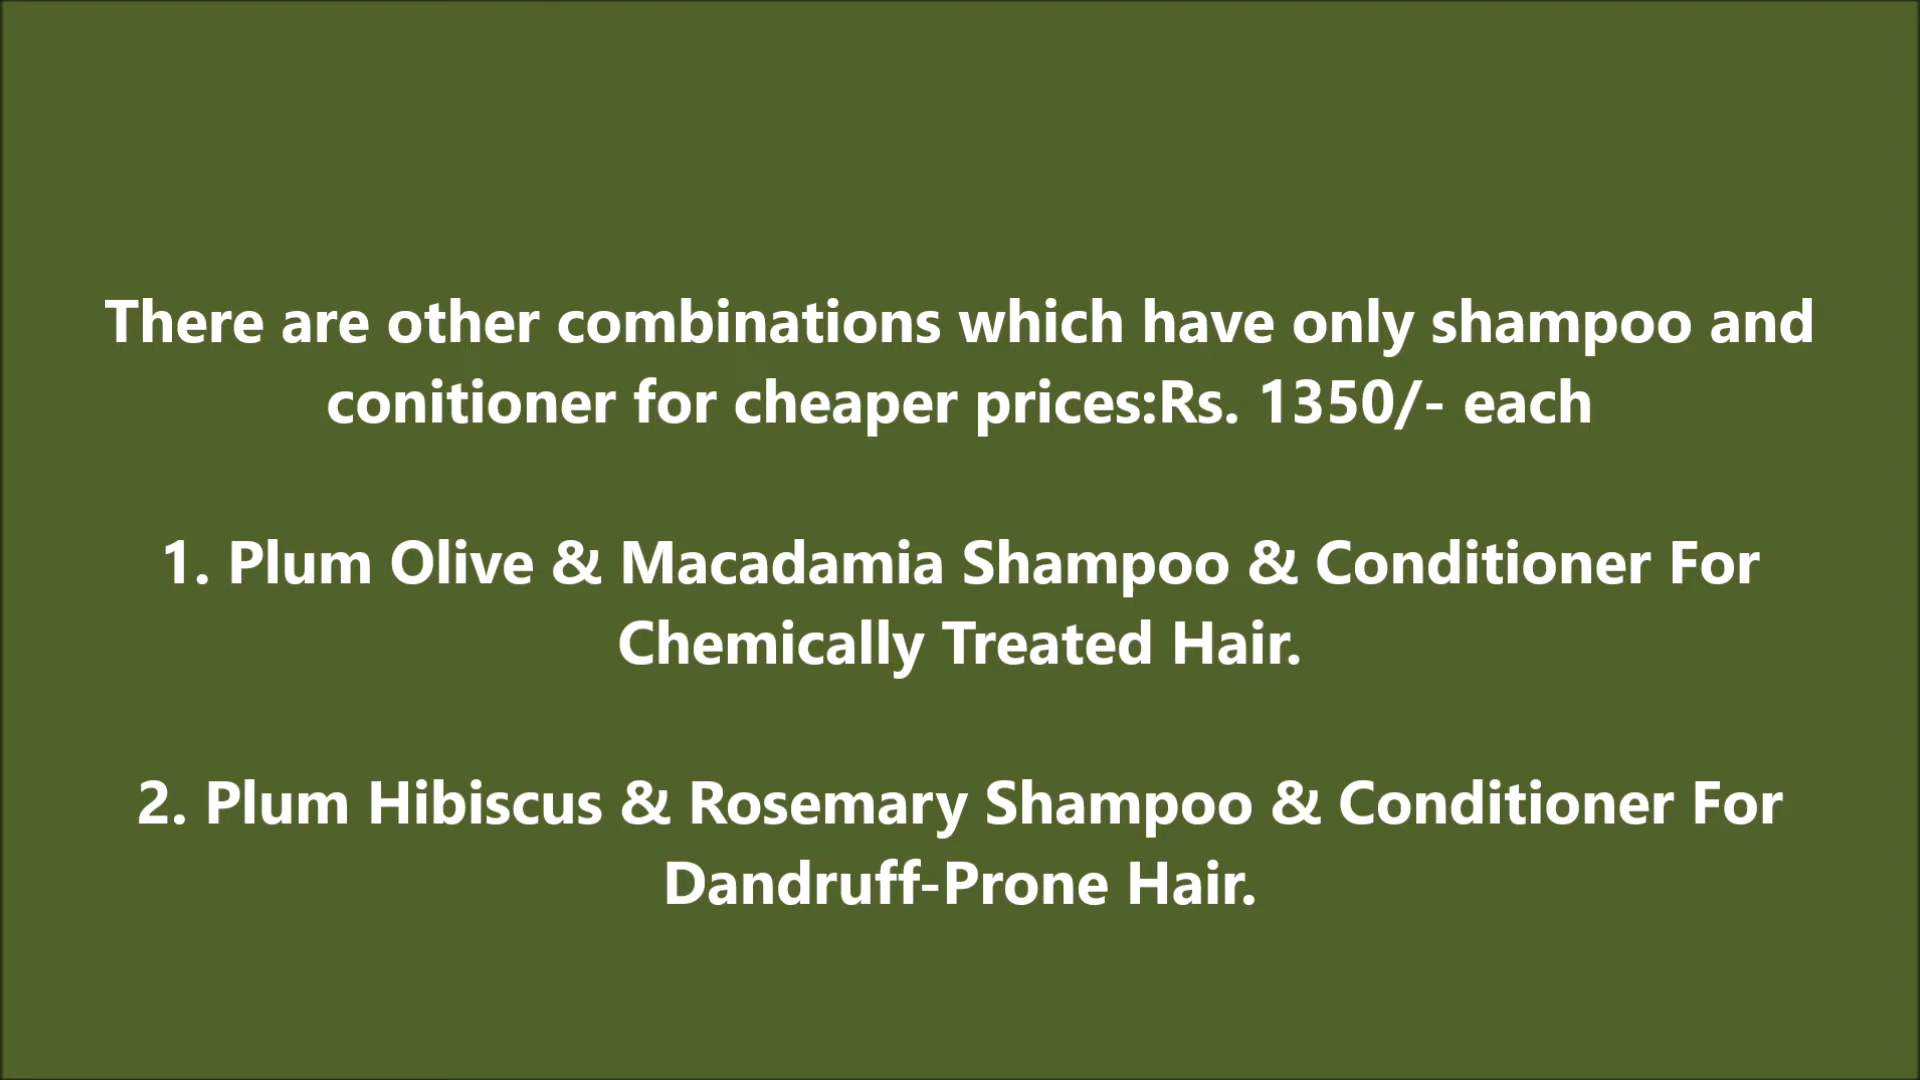 There are other combinations which have only shampoo and
conitioner for cheaper prices:Rs. 1350/- each
1. Plum Olive & Macadamia Shampoo & Conditioner For
Chemically Treated Hair.
2. Plum Hibiscus & Rosemary Shampoo & Conditioner For
Dandruff-Prone Hair.